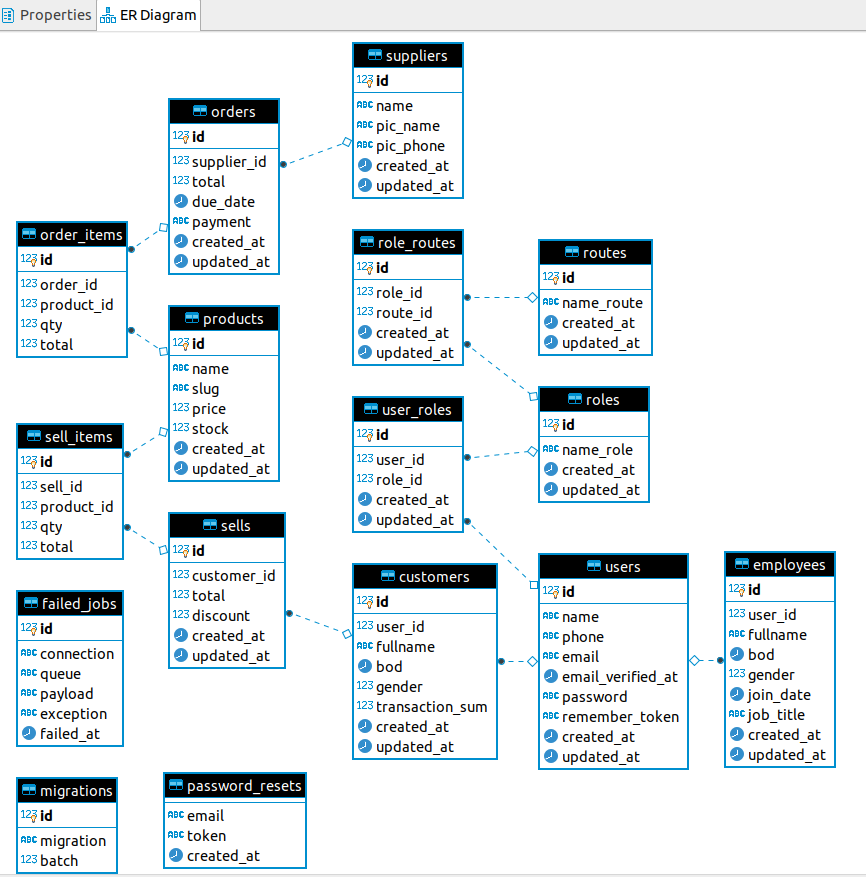 Properties
ER Diagram
suppliers
123 id
ABC name
ABC pic_name
ABC pic_phone
created_at
updated_at
orders
123 id
123 supplier_id
123 total
due_date
ABC payment
created_at
updated_at
order_items
123 id
123 order_id
123 product_id
123 qty
123 total
role_routes
123 id
123 role_id
123 route_id
created_at
updated_at
routes
123 id
ABC name_route
created_at
updated_at
products
123 id
ABC name
ABC slug
123 price
123 stock
created_at
updated_at
roles
123 id
ABC name_role
created_at
updated_at
user_roles
123 id
123 user_id
123 role_id
created_at
updated_at
sell_items
123 id
123 sell_id
123 product_id
123 qty
123 total
sells
123 id
123 customer_id
123 total
123 discount
created_at
updated_at
customers
123 id
123 user_id
ABC fullname
bod
123 gender
123 transaction_sum
created_at
updated_at
users
123 id
ABC name
ABC phone
ABC email
email_verified_at
ABC password
ABC remember_token
created_at
updated_at
employees
123 id
123 user_id
ABC fullname
bod
123 gender
join_date
ABC job_title
created_at
updated_at
failed_jobs
123 id
ABC connection
ABC queue
ABC payload
ABC exception
failed_at
migrations
123 id
ABC migration
123 batch
password_resets
ABC email
ABC token
created_at